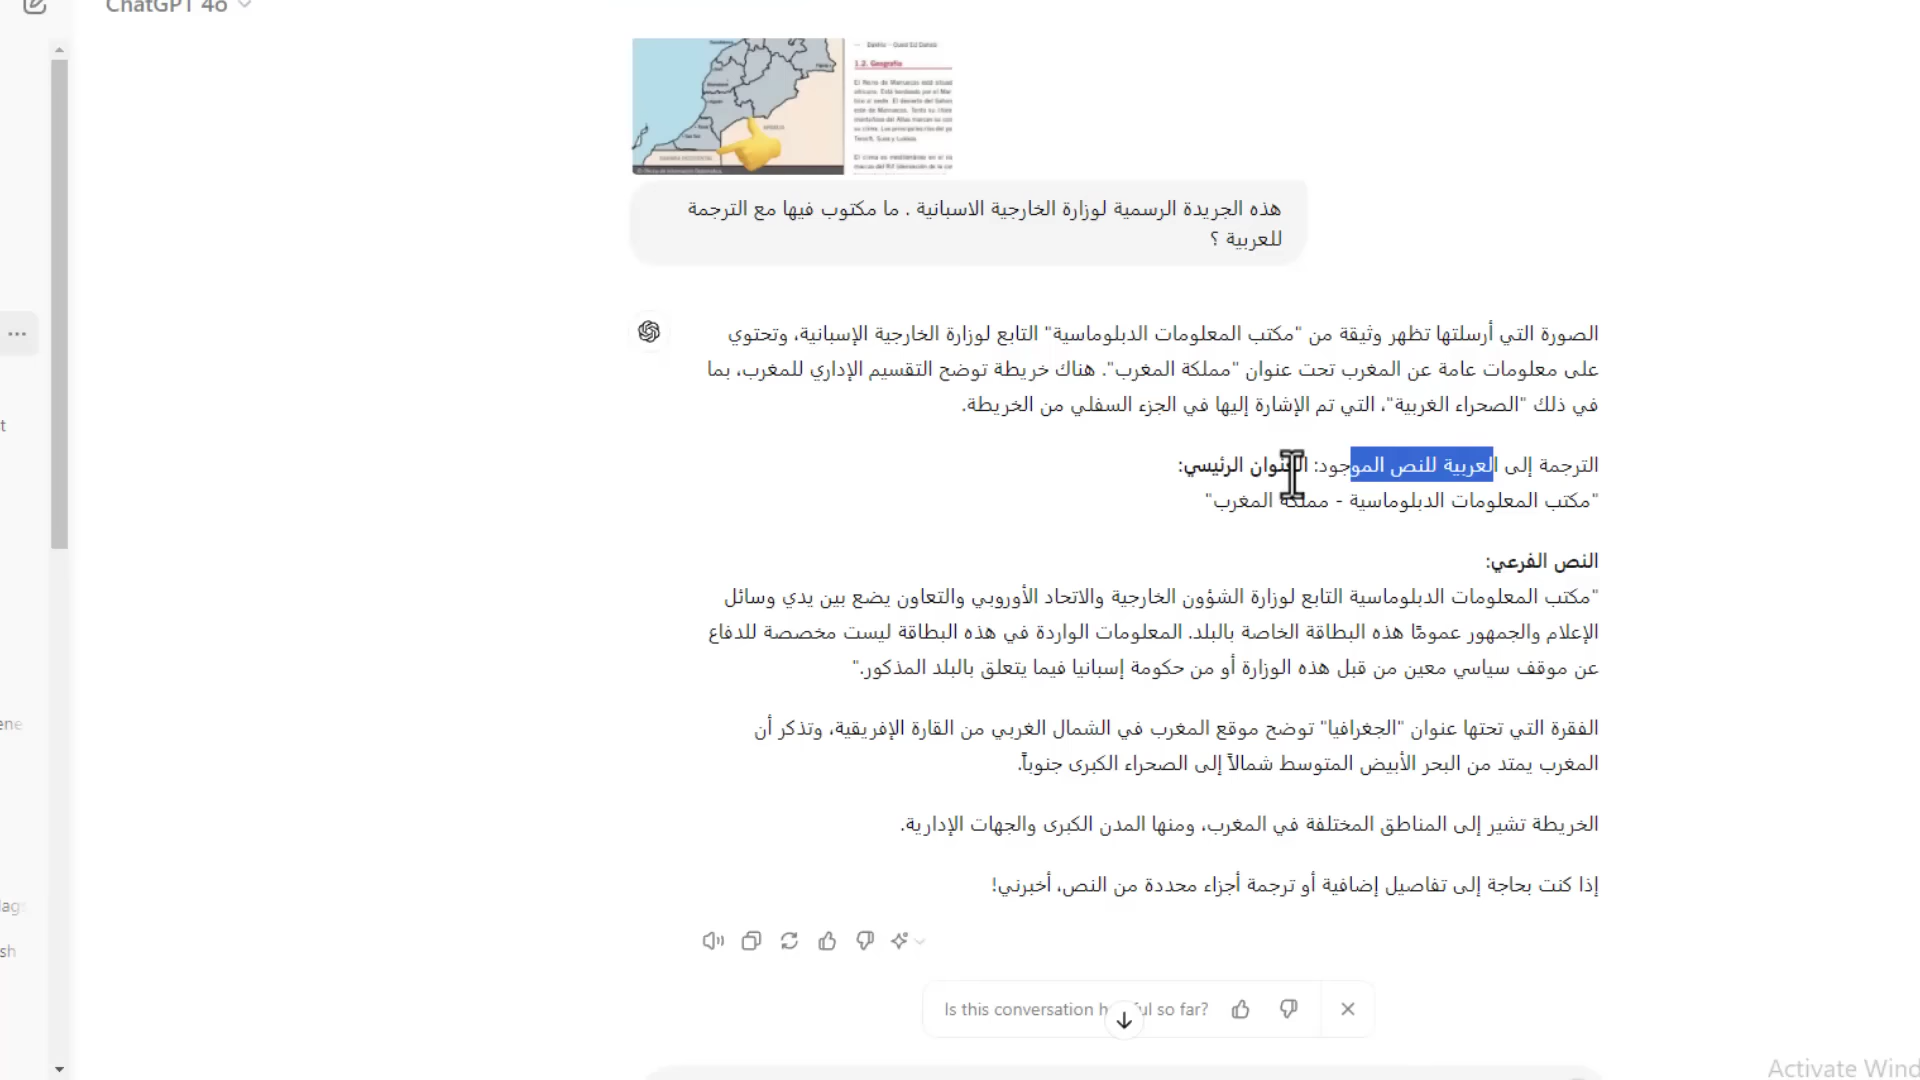 ChatGPT 4o
1.2. Geografía
هذه الجريدة الرسمية لوزارة الخارجية الاسبانية . ما مكتوب فيها مع الترجمة
للعربية ؟
الصورة التي أرسلتها تظهر وثيقة من "مكتب المعلومات الدبلوماسية" التابع لوزارة الخارجية الإسبانية، وتحتوي
على معلومات عامة عن المغرب تحت عنوان "مملكة المغرب". هناك خريطة توضح التقسيم الإداري للمغرب، بما
في ذلك "الصحراء الغربية"، التي تم الإشارة إليها في الجزء السفلي من الخريطة.
الترجمة إلى العربية للنص الموجود: العنوان الرئيسي:
"مكتب المعلومات الدبلوماسية - مملكة المغرب"
النص الفرعي:
"مكتب المعلومات الدبلوماسية التابع لوزارة الشؤون الخارجية والاتحاد الأوروبي والتعاون يضع بين يدي وسائل
الإعلام والجمهور عمومًا هذه البطاقة الخاصة بالبلد. المعلومات الواردة في هذه البطاقة ليست مخصصة للدفاع
عن موقف سياسي معين من قبل هذه الوزارة أو من حكومة إسبانيا فيما يتعلق بالبلد المذكور."
الفقرة التي تحتها عنوان "الجغرافيا" توضح موقع المغرب في الشمال الغربي من القارة الإفريقية، وتذكر أن
المغرب يمتد من البحر الأبيض المتوسط شمالاً إلى الصحراء الكبرى جنوباً.
الخريطة تشير إلى المناطق المختلفة في المغرب، ومنها المدن الكبرى والجهات الإدارية.
إذا كنت بحاجة إلى تفاصيل إضافية أو ترجمة أجزاء محددة من النص، أخبرني!
Is this conversation h ful so far?
Activate Wind